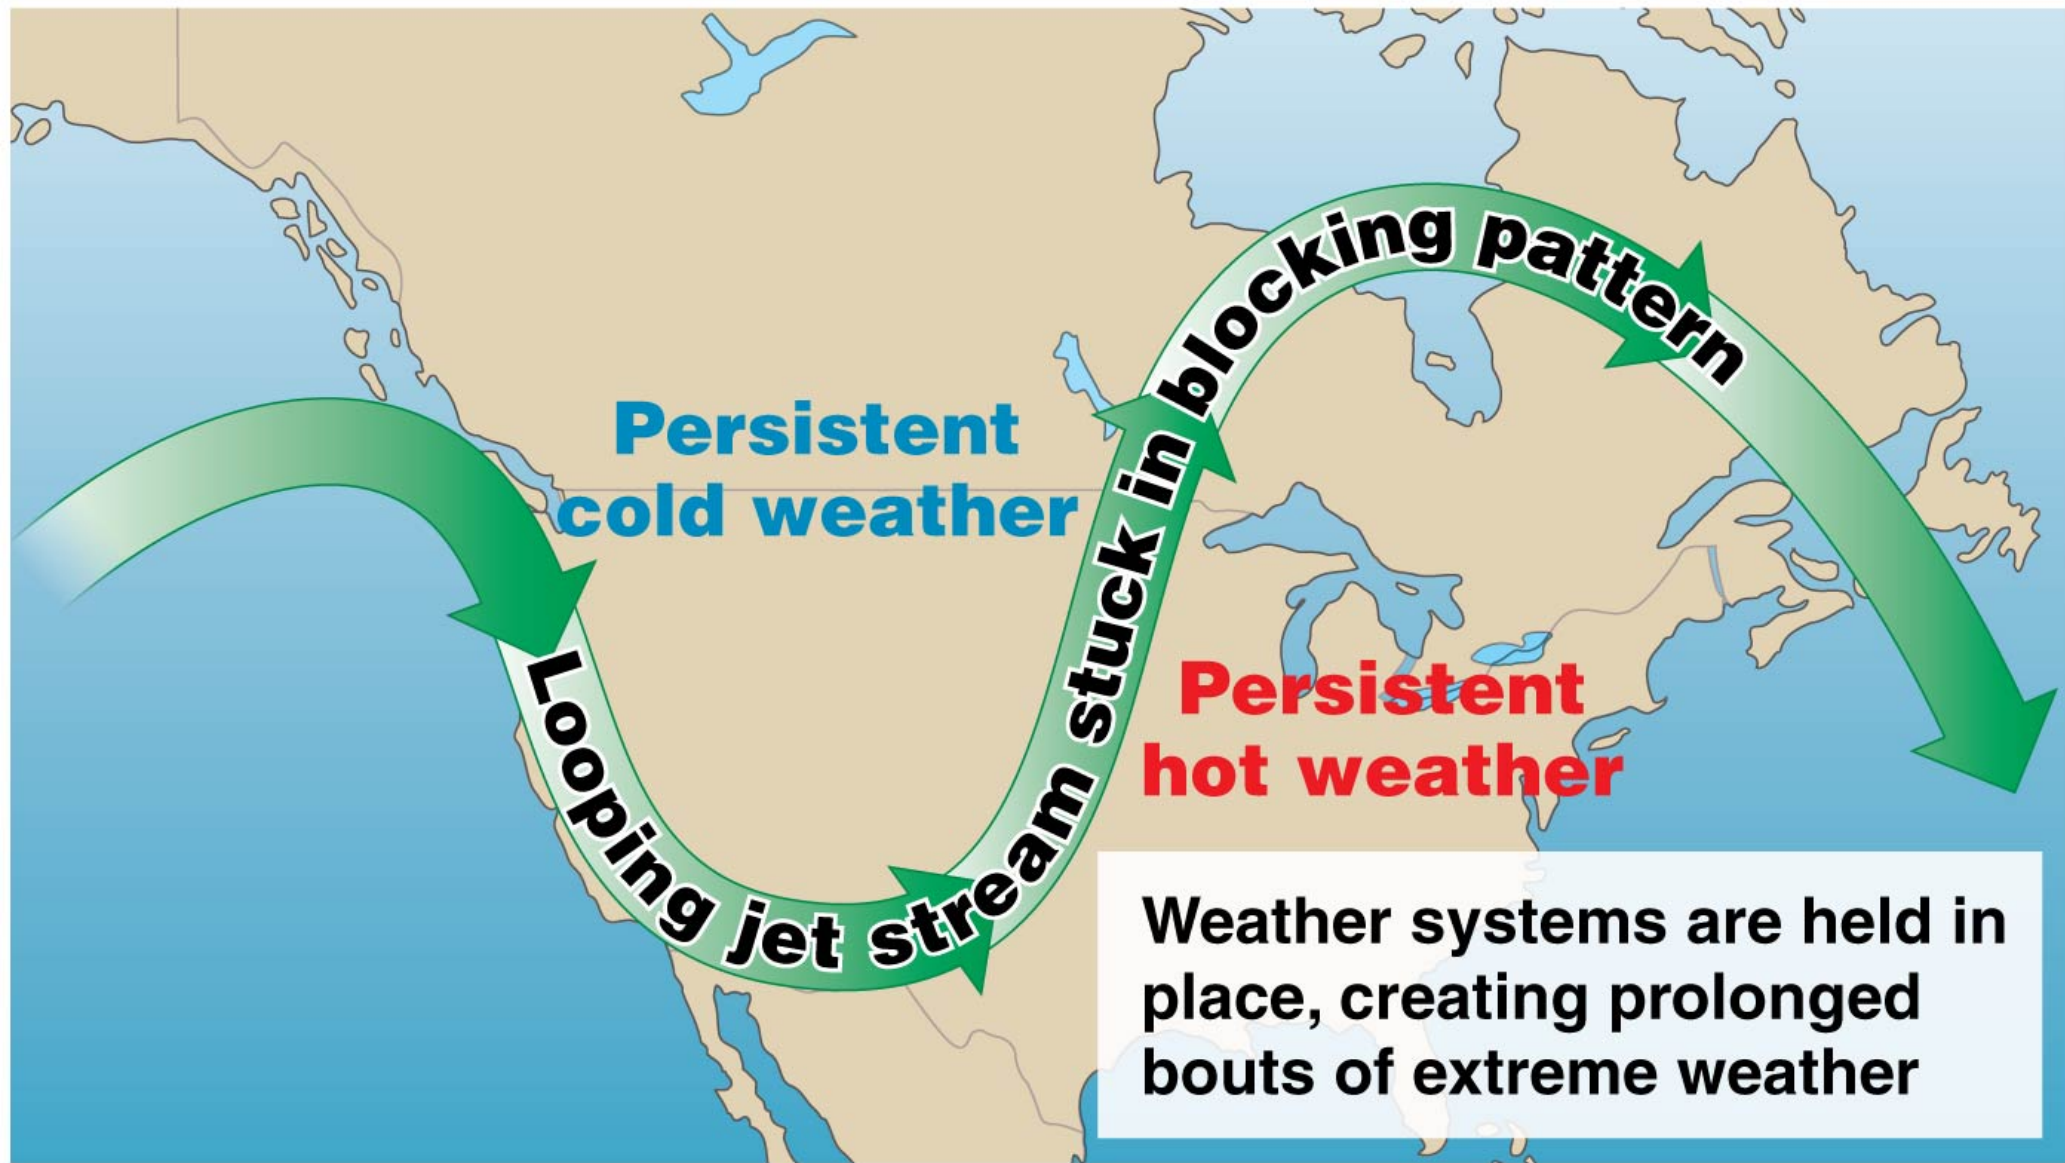 Persistent
cold weather
Looping jet stream stuck in blocking pattern
Persistent
hot weather
Weather systems are held in
place, creating prolonged
bouts of extreme weather